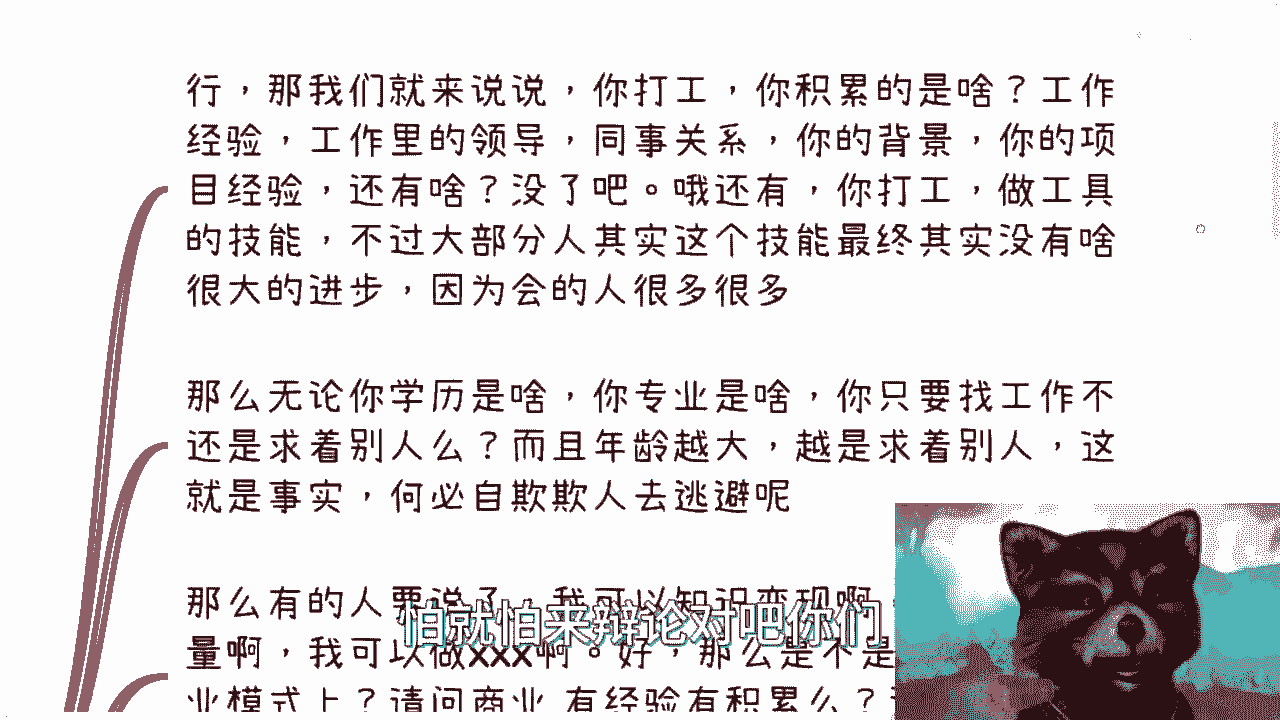 行，那我们就来说说，你打工，你积累的是啥？工作
经验，工作里的领导，同事关系，你的背景，你的项
目经验，还有啥？没了吧。哦还有，你打工，做工具
的技能，不过大部分人其实这个技能最终其实没有啥
很大的进步，因为会的人很多很多
那么无论你学历是啥，你专业是啥，你只要找工作不
还是求着别人么？而且年龄越大，越是求着别人，这
就是事实，何必自欺欺人去逃避呢
那么有的人要说了，我可以知识变现啊
怕就怕来辩论对吧你们
量啊，我可以做xxx啊。好，那么是不是
业模式上？请问商业 有经验有积累么？